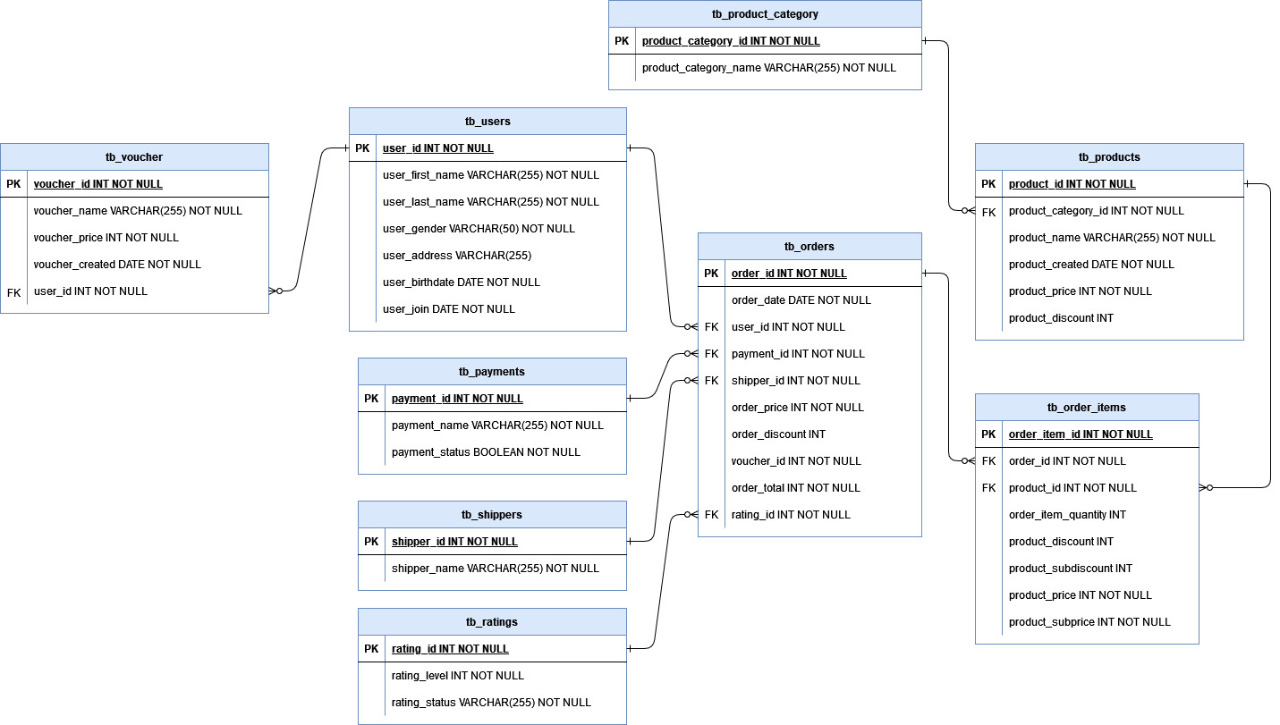 tb_product_category
PK product_category_id INT NOT NULL
product_category_name VARCHAR(255) NOT NULL
tb_users
PK user_id INT NOT NULL
user_first_name VARCHAR(255) NOT NULL
user_last_name VARCHAR(255) NOT NULL
user_gender VARCHAR(50) NOT NULL
user_address VARCHAR(255)
user_birthdate DATE NOT NULL
user_join DATE NOT NULL
tb_voucher
PK voucher_id INT NOT NULL
voucher_name VARCHAR(255) NOT NULL
voucher_price INT NOT NULL
voucher_created DATE NOT NULL
FK user_id INT NOT NULL
tb_products
PK product_id INT NOT NULL
FK product_category_id INT NOT NULL
product_name VARCHAR(255) NOT NULL
product_created DATE NOT NULL
product_price INT NOT NULL
product_discount INT
tb_orders
PK order_id INT NOT NULL
order_date DATE NOT NULL
FK user_id INT NOT NULL
FK payment_id INT NOT NULL
FK shipper_id INT NOT NULL
order_price INT NOT NULL
order_discount INT
voucher_id INT NOT NULL
order_total INT NOT NULL
FK rating_id INT NOT NULL
tb_payments
PK payment_id INT NOT NULL
payment_name VARCHAR(255) NOT NULL
payment_status BOOLEAN NOT NULL
tb_order_items
PK order_item_id INT NOT NULL
FK order_id INT NOT NULL
FK product_id INT NOT NULL
order_item_quantity INT
product_discount INT
product_subdiscount INT
product_price INT NOT NULL
product_subprice INT NOT NULL
tb_shippers
PK shipper_id INT NOT NULL
shipper_name VARCHAR(255) NOT NULL
tb_ratings
PK rating_id INT NOT NULL
rating_level INT NOT NULL
rating_status VARCHAR(255) NOT NULL